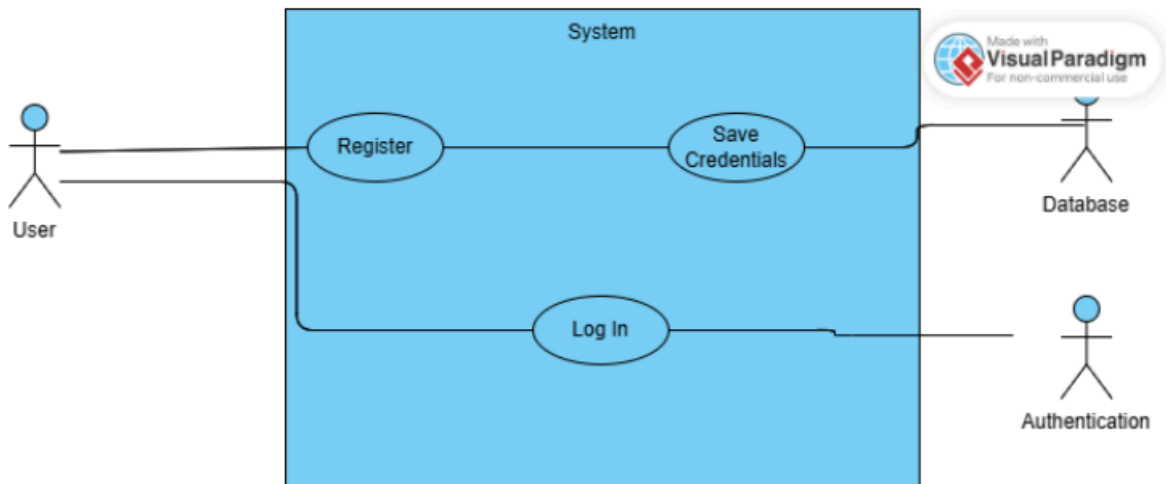 System
Made with
Visual Paradigm
For non-commercial use
Register
Save
Credentials
User
Database
Log In
Authentication